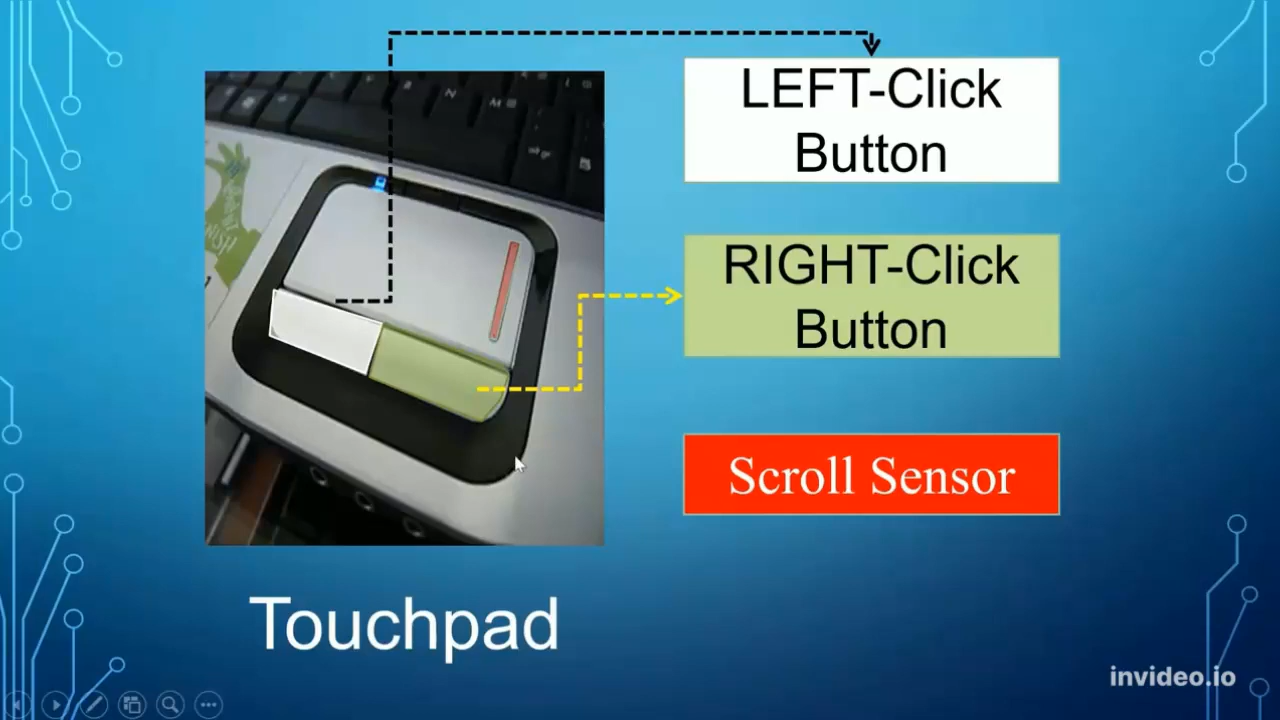 LEFT-Click
Button
RIGHT-Click
Button
Scroll Sensor
Touchpad
invideo.io